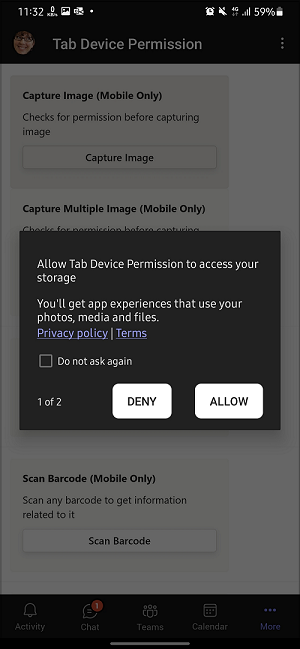 11:32
0
KB/s
4G
59%
Tab Device Permission
Capture Image (Mobile Only)
Checks for permission before capturing
image
Capture Image
Capture Multiple Image (Mobile Only)
Checks for permission before capturing
Allow Tab Device Permission to access your
storage
You'll get app experiences that use your
photos, media and files.
Privacy policy | Terms
Do not ask again
1 of 2
DENY
ALLOW
Scan Barcode (Mobile Only)
Scan any barcode to get information
related to it
Scan Barcode
1
Activity
Chat
Teams
Calendar
More